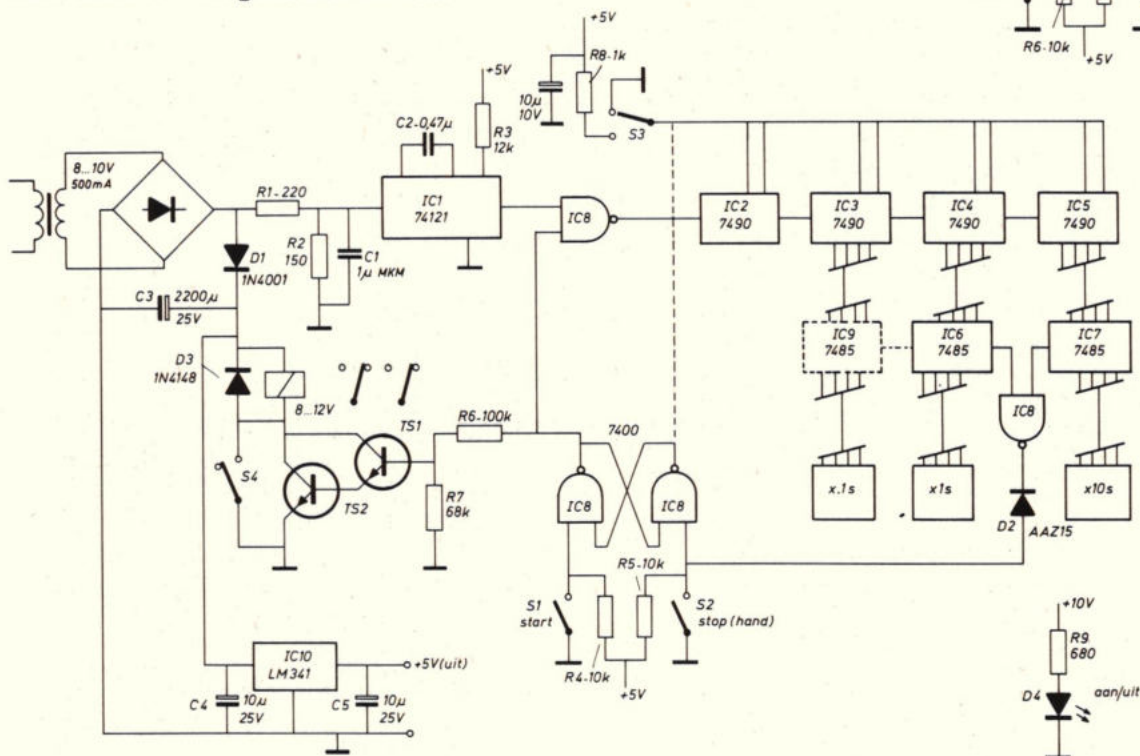 R6-10k
+5V
+5V
R8-1k
10µ
10V
S3
+5V
R3
12k
C2-0,47µ
8...10V
500mA
R1-220
IC1
74121
IC8
IC2
7490
IC3
7490
IC4
7490
IC5
7490
D1
1N4001
R2
150
C1
1µ MKM
C3
2200µ
25V
IC9
7485
IC6
7485
IC7
7485
D3
1N4148
8...12V
TS1
R6-100k
7400
IC8
S4
TS2
R7
68k
IC8
IC8
x.1s
x1s
x10s
D2
AAZ15
R5-10k
S1
start
S2
stop (hand)
R4-10k
+5V
+10V
R9
680
D4
aan/uit
IC10
LM341
+5V(uit)
C4
10µ
25V
C5
10µ
25V